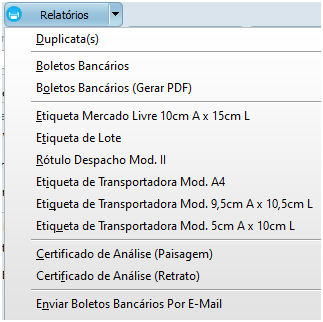 Relatórios
Duplicata(s)
Boletos Bancários
Boletos Bancários (Gerar PDF)
Etiqueta Mercado Livre 10cm A x 15cm L
Etiqueta de Lote
Rótulo Despacho Mod. II
Etiqueta de Transportadora Mod. A4
Etiqueta de Transportadora Mod. 9,5cm A x 10,5cm L
Etiqueta de Transportadora Mod. 5cm A x 10cm L
Certificado de Análise (Paisagem)
Certificado de Análise (Retrato)
Enviar Boletos Bancários Por E-Mail